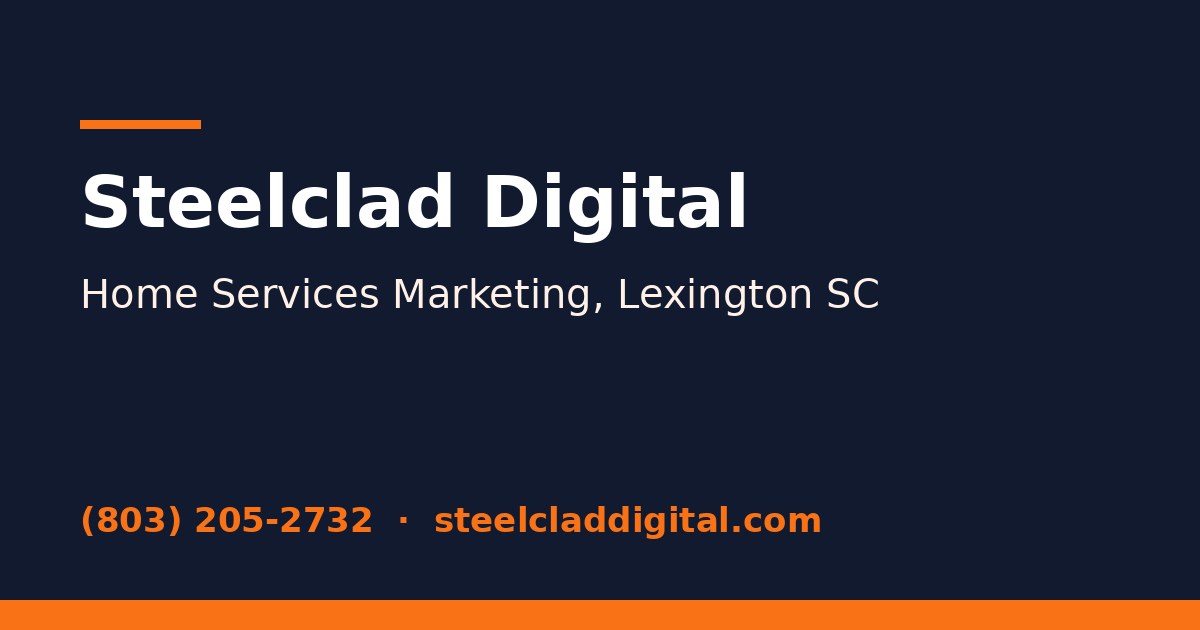 Steelclad Digital
Home Services Marketing, Lexington SC
(803) 205-2732 · steelcladdigital.com